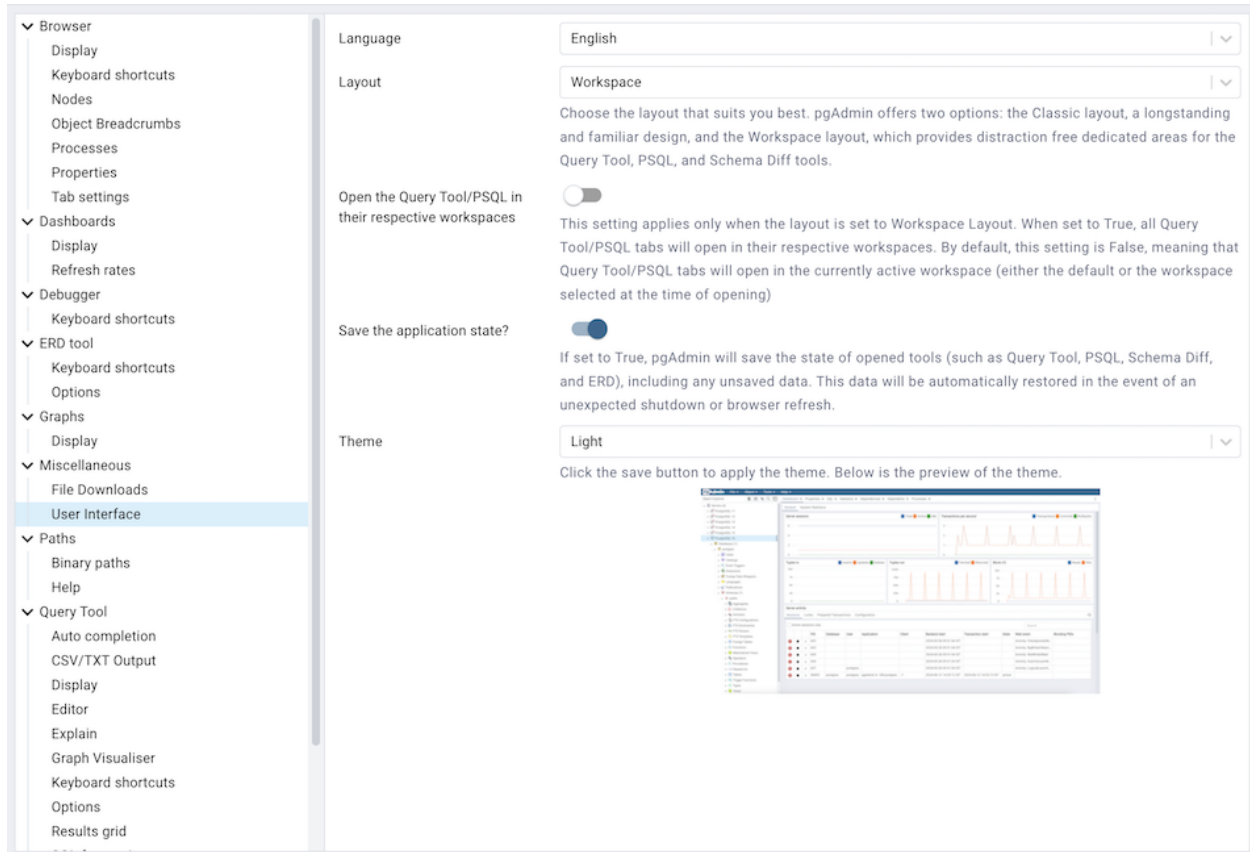 Browser
Display
Keyboard shortcuts
Nodes
Object Breadcrumbs
Processes
Properties
Tab settings
Dashboards
Display
Refresh rates
Debugger
Keyboard shortcuts
ERD tool
Keyboard shortcuts
Options
Graphs
Display
Miscellaneous
File Downloads
User Interface
Paths
Binary paths
Help
Query Tool
Auto completion
CSV/TXT Output
Display
Editor
Explain
Graph Visualiser
Keyboard shortcuts
Options
Results grid
Language
English
Layout
Workspace
Choose the layout that suits you best. pgAdmin offers two options: the Classic layout, a longstanding
and familiar design, and the Workspace layout, which provides distraction free dedicated areas for the
Query Tool, PSQL, and Schema Diff tools.
Open the Query Tool/PSQL in
their respective workspaces
This setting applies only when the layout is set to Workspace Layout. When set to True, all Query
Tool/PSQL tabs will open in their respective workspaces. By default, this setting is False, meaning that
Query Tool/PSQL tabs will open in the currently active workspace (either the default or the workspace
selected at the time of opening)
Save the application state?
If set to True, pgAdmin will save the state of opened tools (such as Query Tool, PSQL, Schema Diff,
and ERD), including any unsaved data. This data will be automatically restored in the event of an
unexpected shutdown or browser refresh.
Theme
Light
Click the save button to apply the theme. Below is the preview of the theme.